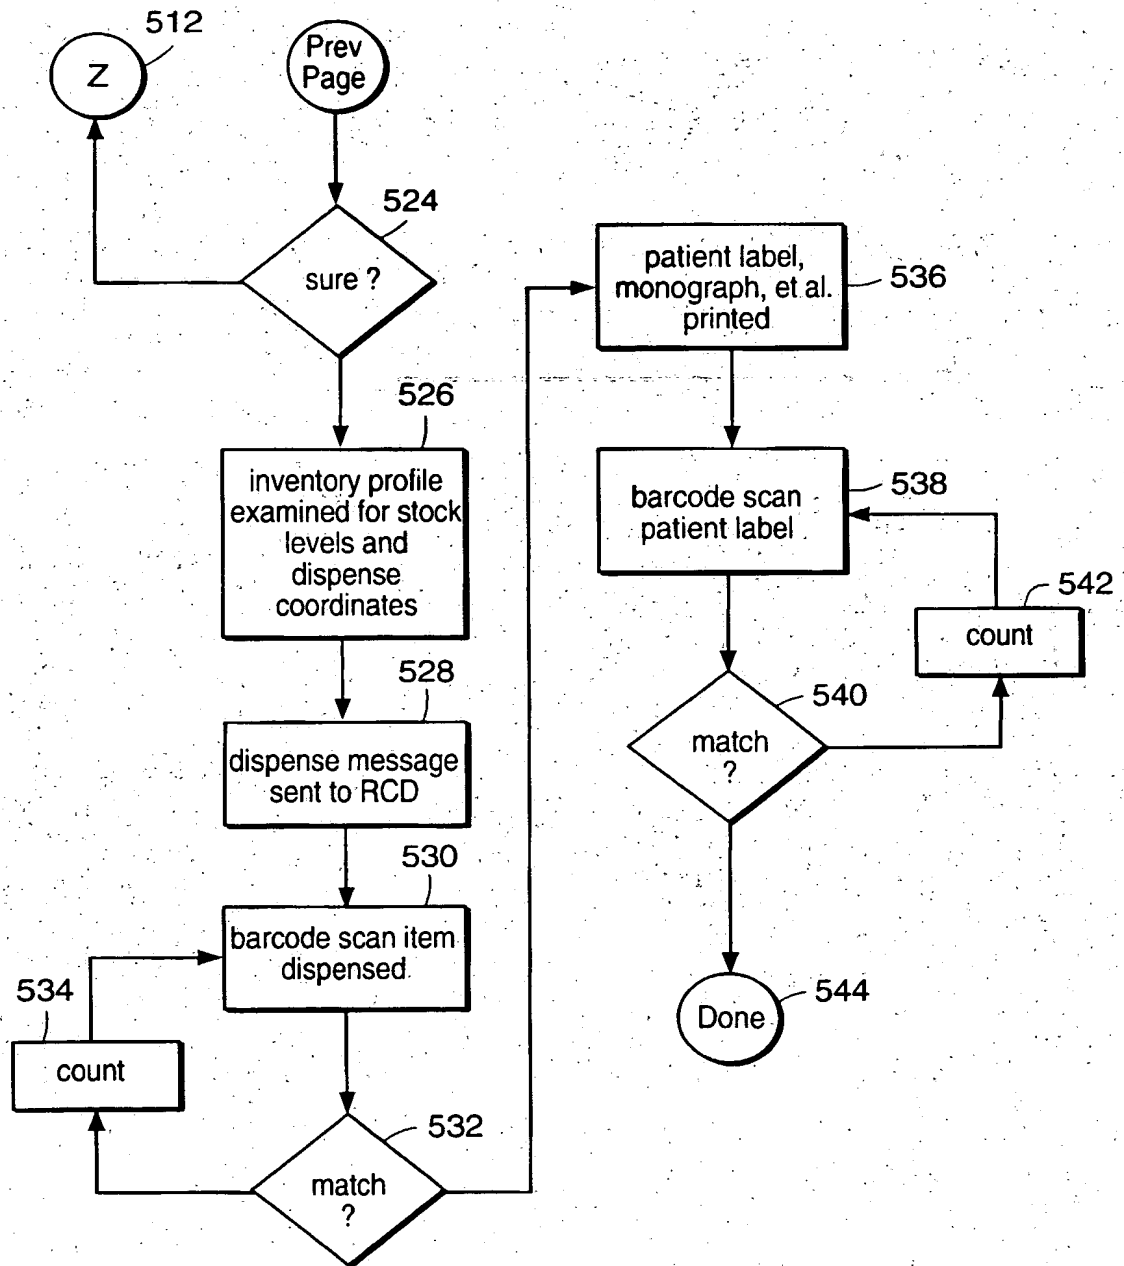 512
Z
Prev
Page
524
sure ?
526
inventory profile
examined for stock
levels and
dispense
coordinates
528
dispense message
sent to RCD
530
barcode scan item
dispensed
534
count
532
match
?
536
patient label,
monograph, et al.
printed
538
barcode scan
patient label
542
count
540
match
?
544
Done